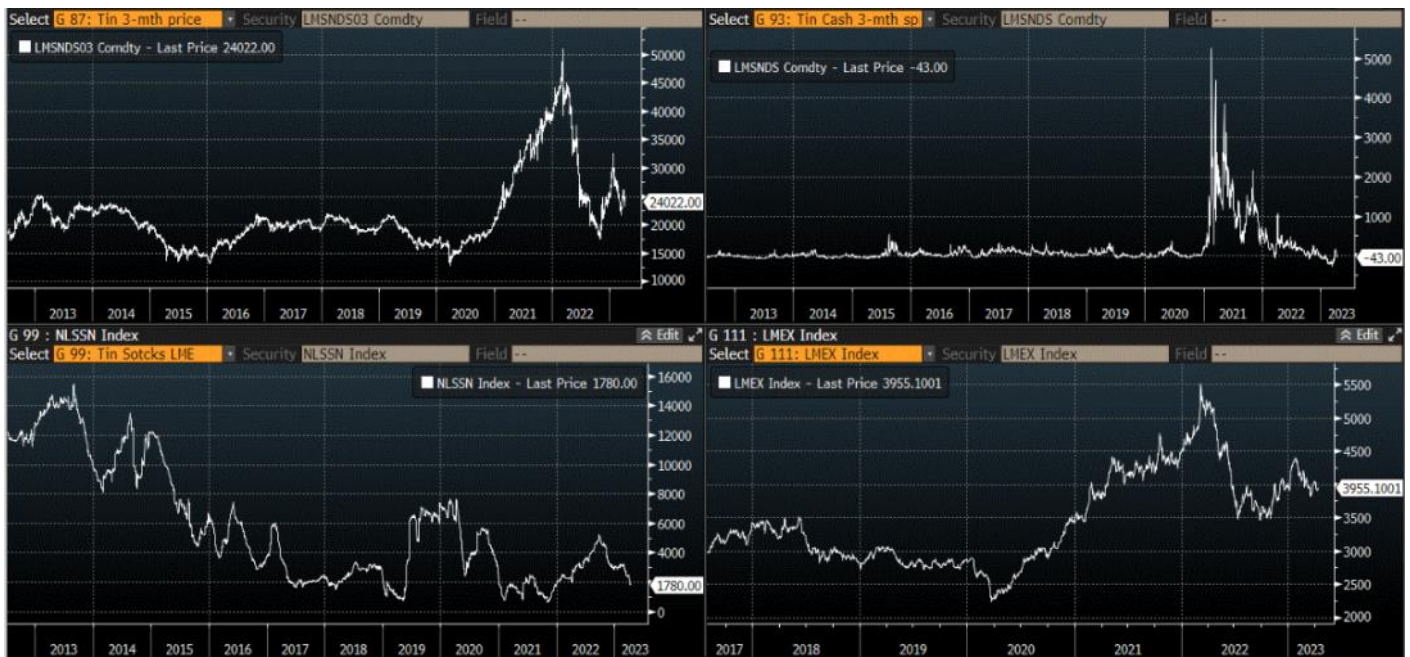 Select G 87: Tin 3-mth price Security LMSNDS03 Comdty Field --
LMSNDS03 Comdty - Last Price 24022.00
50000
45000
40000
35000
30000
24022.00
20000
15000
10000
2013 2014 2015 2016 2017 2018 2019 2020 2021 2022
Select G 93: Tin Cash 3-mth sp Security LMSNDS Comdty Field --
LMSNDS Comdty - Last Price -43.00
5000
4000
3000
2000
1000
-43.00
2013 2014 2015 2016 2017 2018 2019 2020 2021 2022 2023
G 99 : NLSSN Index Edit
Select G 99: Tin Sotcks LME Security NLSSN Index Field --
NLSSN Index - Last Price 1780.00
16000
14000
12000
10000
8000
6000
4000
1780.00
0
2013 2014 2015 2016 2017 2018 2019 2020 2021 2022 2023
G 111 : LMEX Index Edit
Select G 111: LMEX Index Security LMEX Index Field --
LMEX Index - Last Price 3955.1001
5500
5000
4500
3955.1001
3500
3000
2500
2000
2017 2018 2019 2020 2021 2022 2023